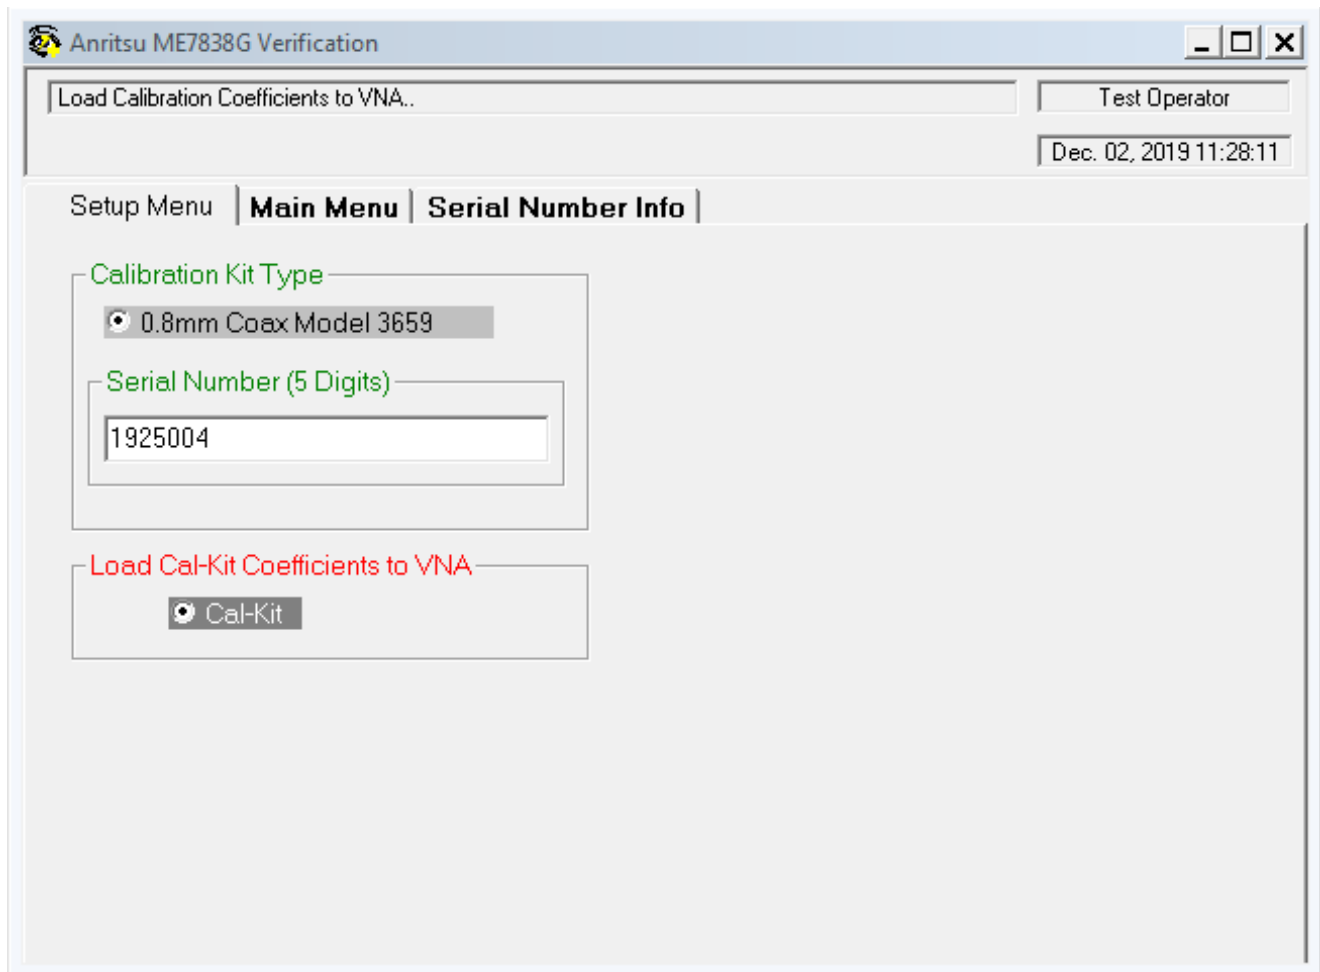 Anritsu ME7838G Verification
Load Calibration Coefficients to VNA..
Test Operator
Dec. 02, 2019 11:28:11
Setup Menu Main Menu Serial Number Info
Calibration Kit Type
0.8mm Coax Model 3659
Serial Number (5 Digits)
1925004
Load Cal-Kit Coefficients to VNA
Cal-Kit